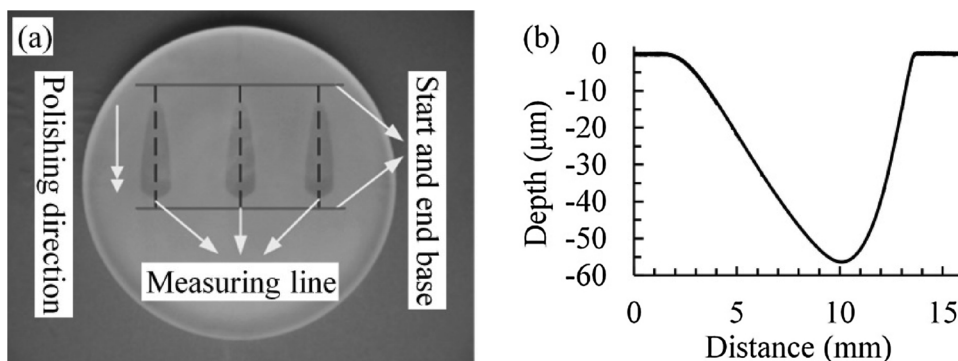 (a)
Polishing direction
Measuring line
Start and end base
(b)
0
-10
-20
-30
-40
-50
-60
Depth (μm)
0 5 10 15
Distance (mm)